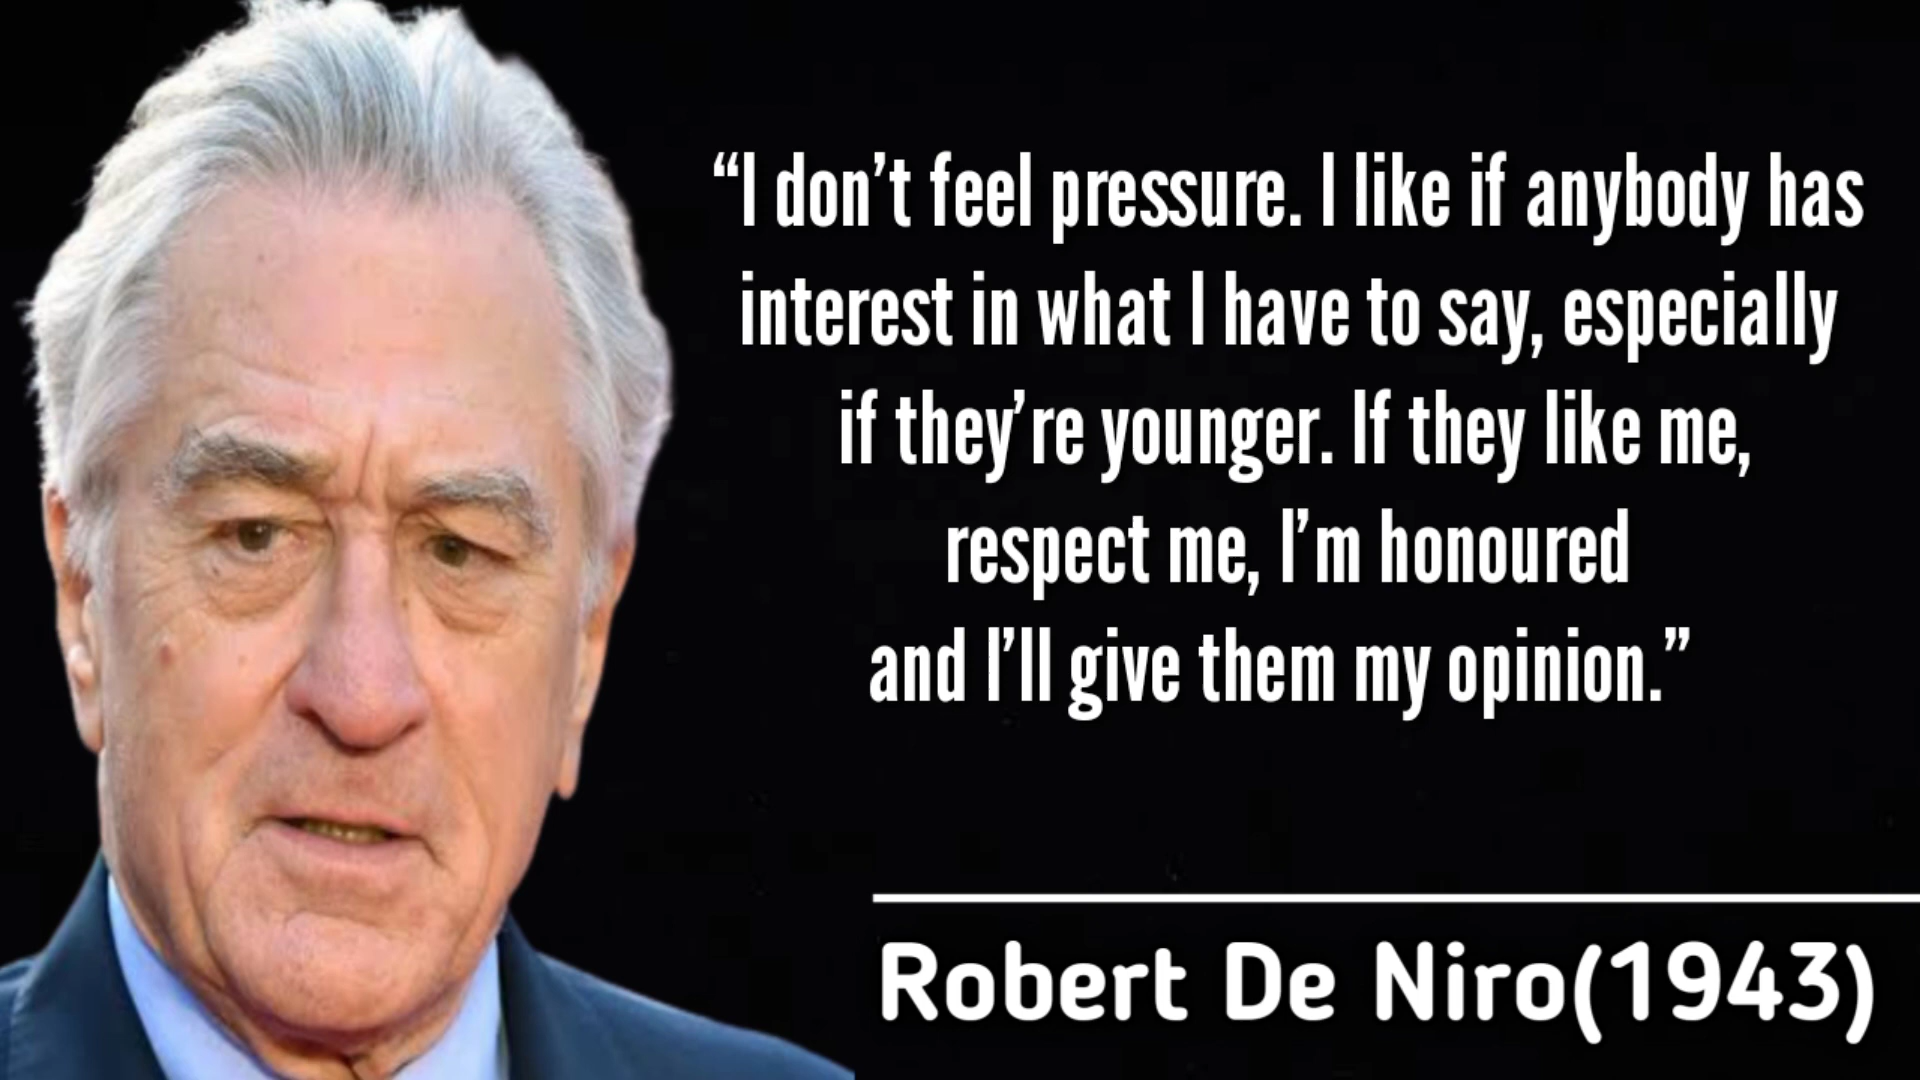 “I don’t feel pressure. I like if anybody has
interest in what I have to say, especially
if they’re younger. If they like me,
respect me, I’m honoured
and I’ll give them my opinion.”
Robert De Niro(1943)